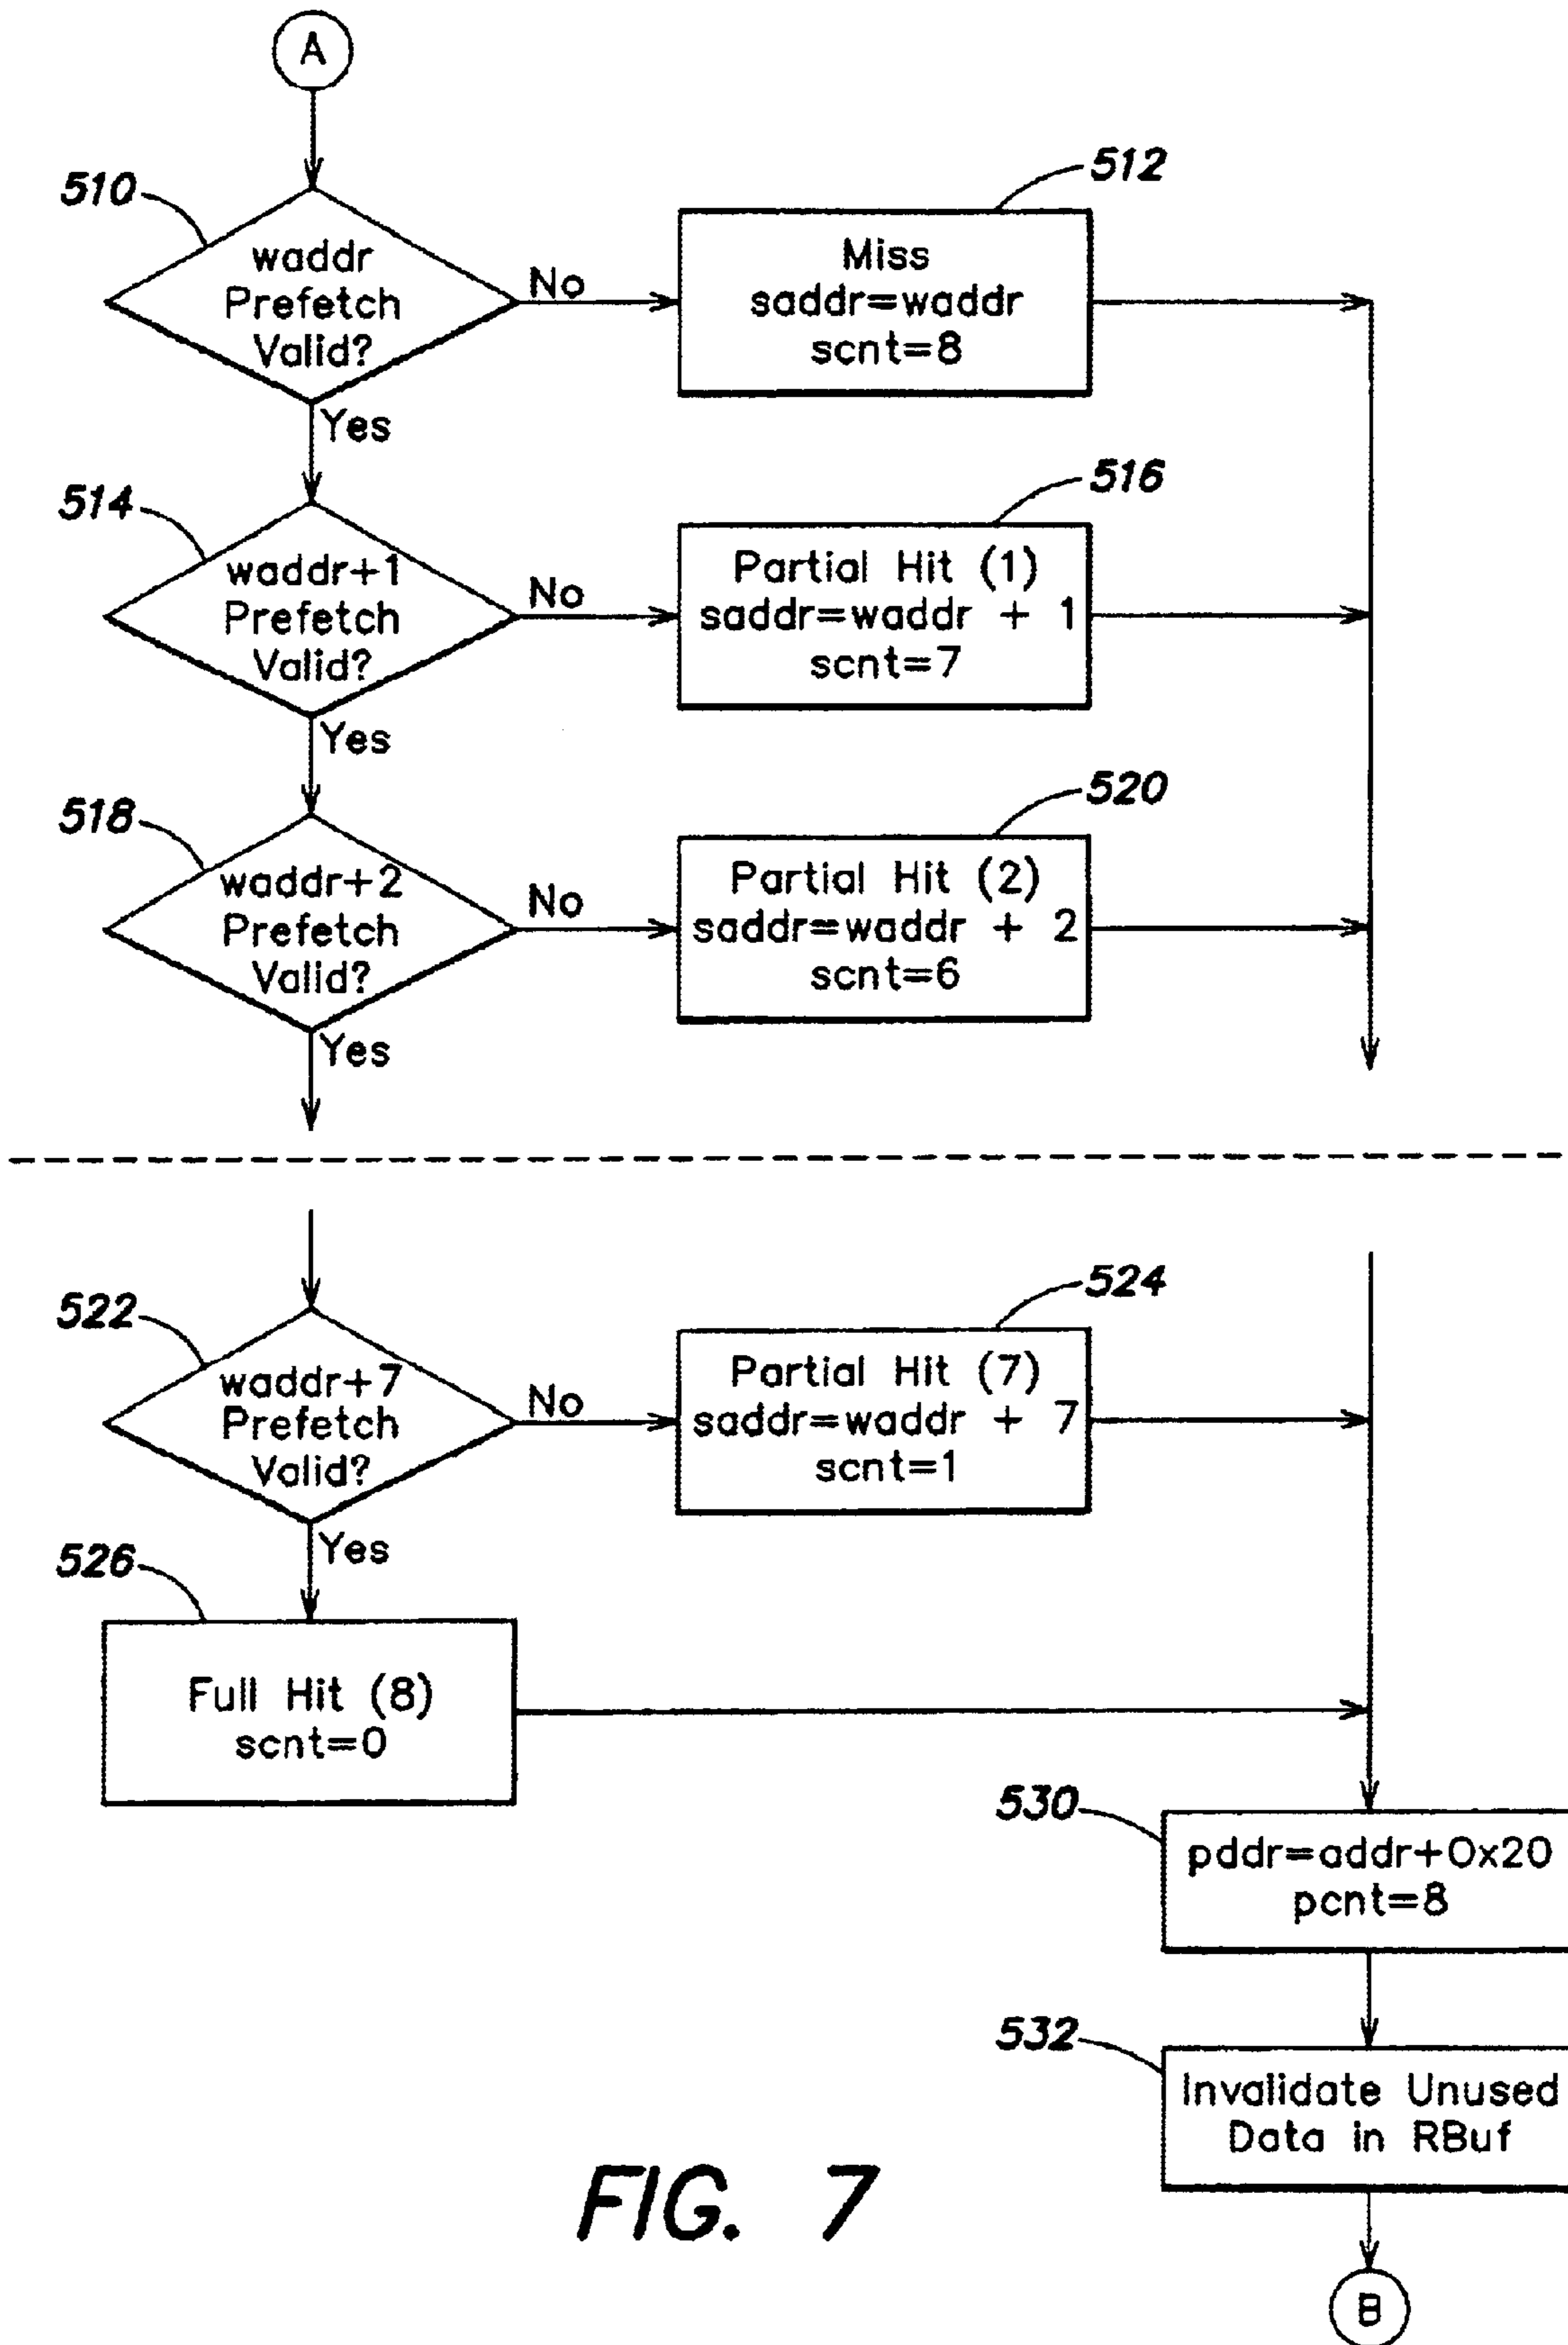 A
510
waddr
Prefetch
Valid?
No
Yes
512
Miss
saddr=waddr
scnt=8
514
waddr+1
Prefetch
Valid?
No
Yes
516
Partial Hit (1)
saddr=waddr + 1
scnt=7
518
waddr+2
Prefetch
Valid?
No
Yes
520
Partial Hit (2)
saddr=waddr + 2
scnt=6
522
waddr+7
Prefetch
Valid?
No
Yes
524
Partial Hit (7)
saddr=waddr + 7
scnt=1
526
Full Hit (8)
scnt=0
530
pddr=addr+0x20
pcnt=8
532
Invalidate Unused
Data in RBuf
B
FIG. 7